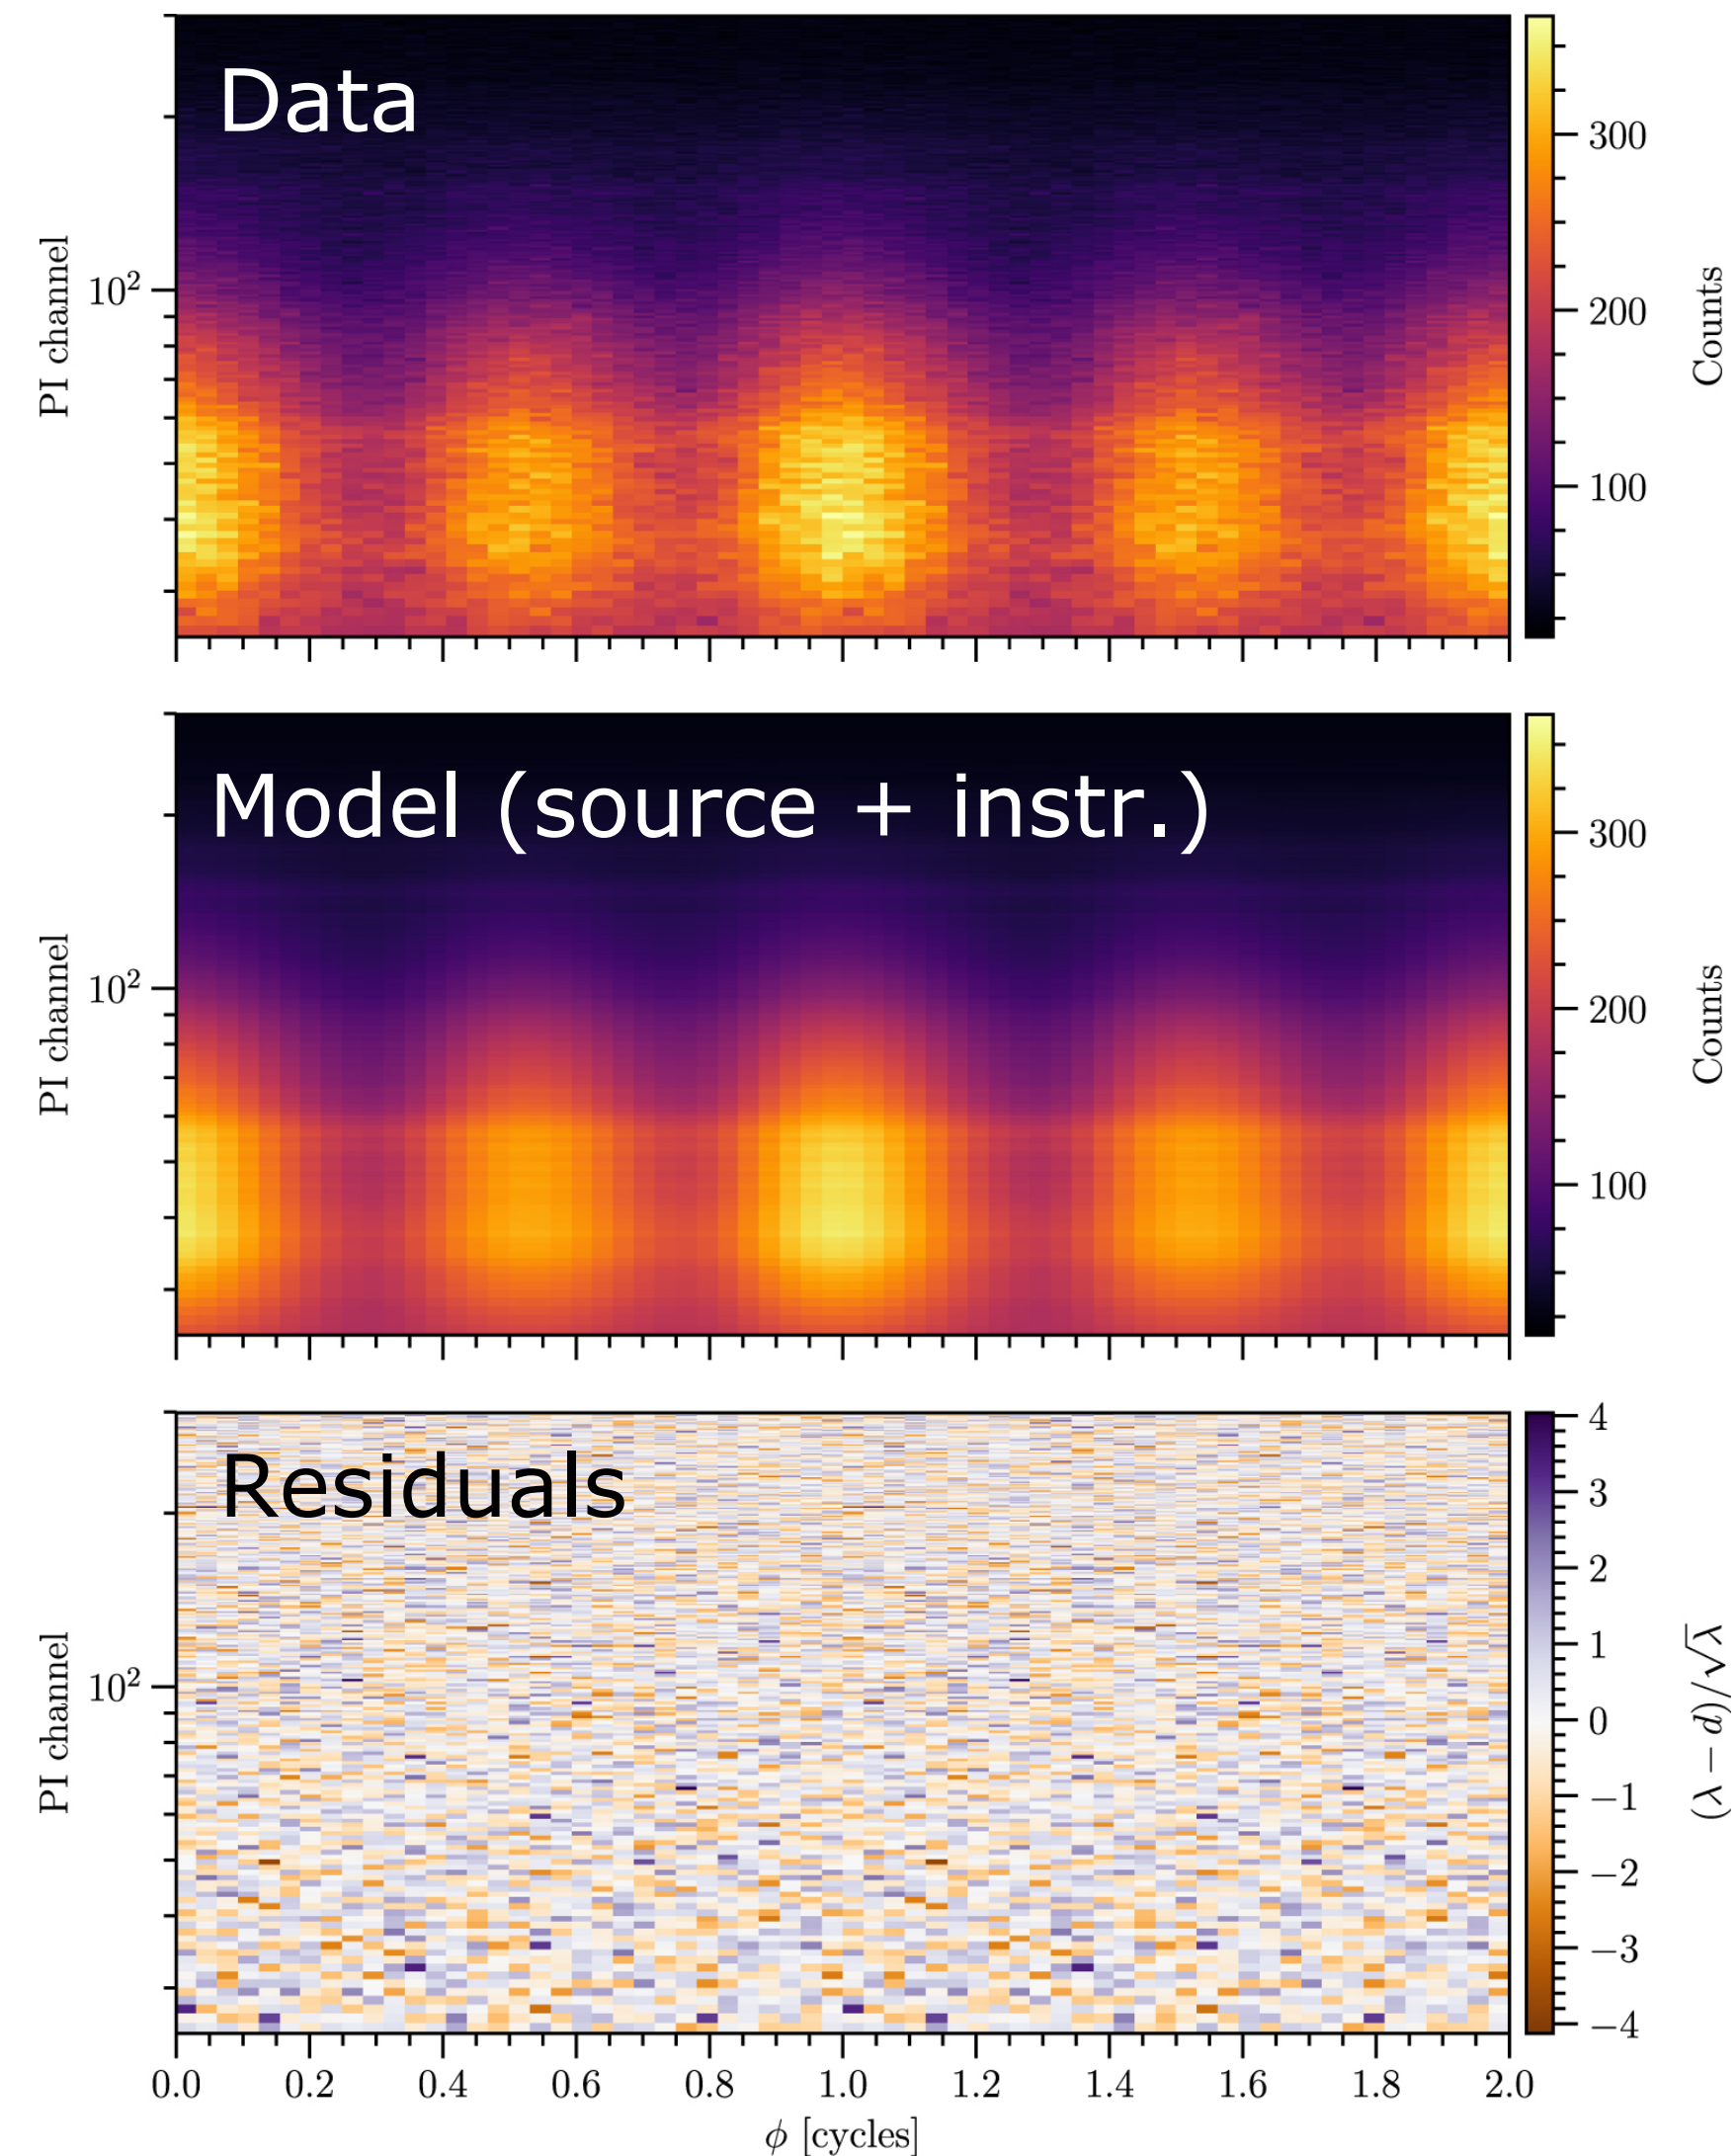 Data
PI channel
10²
300
200
100
Counts
Model (source + instr.)
PI channel
10²
300
200
100
Counts
Residuals
PI channel
10²
4
3
2
1
0
−1
−2
−3
−4
(λ − d)/√λ
0.0 0.2 0.4 0.6 0.8 1.0 1.2 1.4 1.6 1.8 2.0
ϕ [cycles]